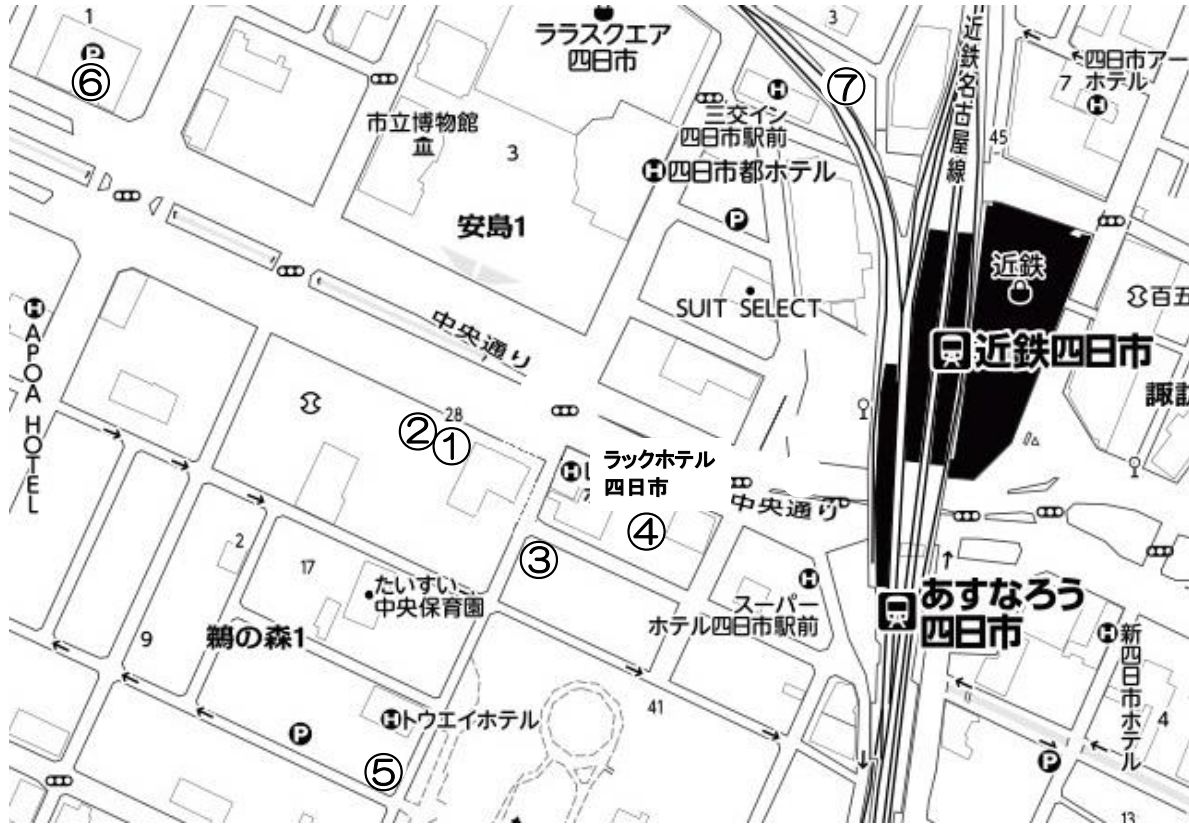 1
P
⑥
ララスクエア
四日市
3
⑦
近鉄名古屋線
四日市アー
ホテル
7
H
市立博物館
3
H
三交イン
四日市駅前
45
H四日市都ホテル
P
安島1
SUIT SELECT
近鉄
百五
近鉄四日市
諏訪
H
APOA HOTEL
中央通り
28
②①
H
ラックホテル
四日市
中央通り
④
③
2
17
たいすい
中央保育園
H
スーパー
ホテル四日市駅前
あすなろう
四日市
H
新四日市ホテル
9
鵜の森1
41
Hトウエイホテル
P
⑤
4
P
13